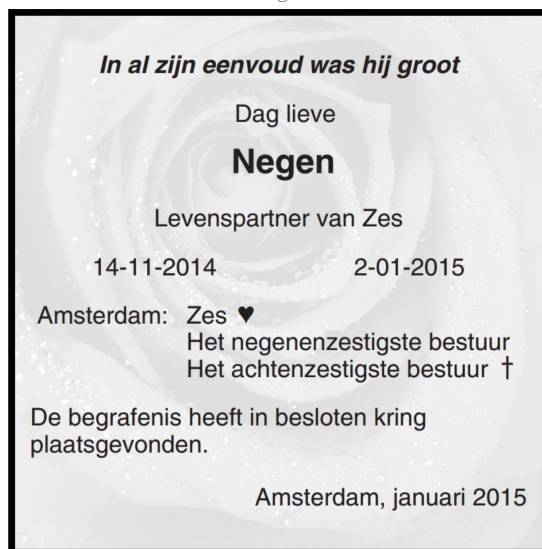 In al zijn eenvoud was hij groot
Dag lieve
Negen
Levenspartner van Zes
14-11-2014 2-01-2015
Amsterdam: Zes ♥
Het negenenzestigste bestuur
Het achtenzestigste bestuur †
De begrafenis heeft in besloten kring
plaatsgevonden.
Amsterdam, januari 2015